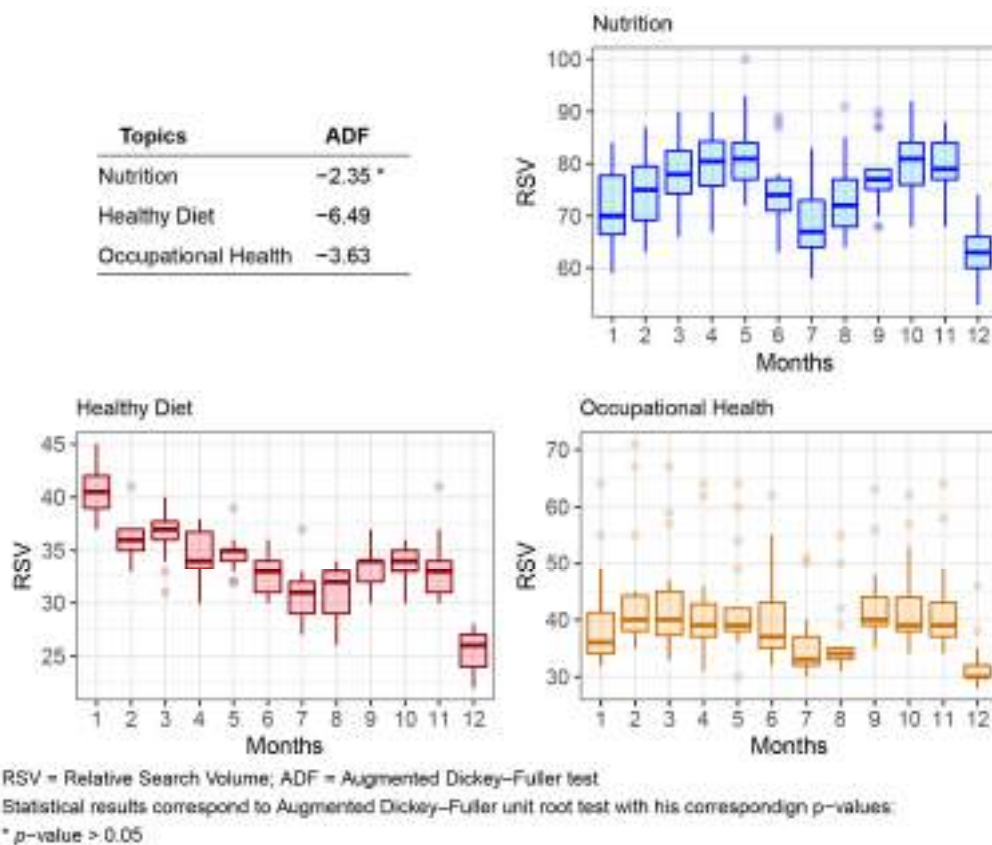 Nutrition
Topics ADF
Nutrition −2.35 *
Healthy Diet −6.49
Occupational Health −3.63
100
90
80
70
60
RSV
1 2 3 4 5 6 7 8 9 10 11 12
Months
Healthy Diet
45
40
35
30
25
RSV
1 2 3 4 5 6 7 8 9 10 11 12
Months
Occupational Health
70
60
50
40
30
RSV
1 2 3 4 5 6 7 8 9 10 11 12
Months
RSV = Relative Search Volume; ADF = Augmented Dickey−Fuller test
Statistical results correspond to Augmented Dickey−Fuller unit root test with his correspondign p−values:
* p−value > 0.05